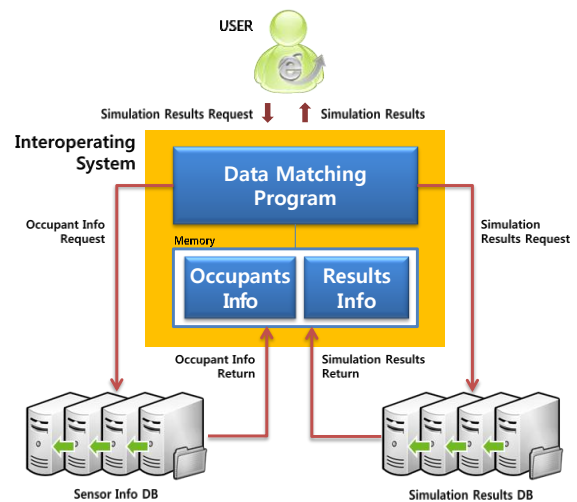 USER
Simulation Results Request
Simulation Results
Interoperating
System
Data Matching
Program
Occupant Info
Request
Simulation
Results Request
Memory
Occupants
Info
Results
Info
Occupant Info
Return
Simulation Results
Return
Sensor Info DB
Simulation Results DB